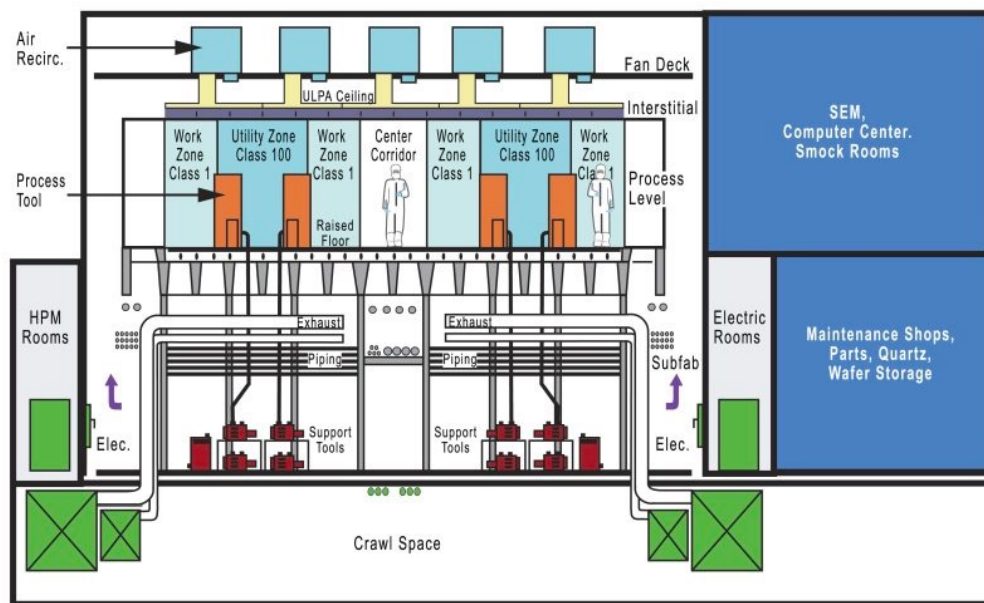 Air
Recirc.
Fan Deck
ULPA Ceiling
Interstitial
SEM,
Computer Center.
Smock Rooms
Work
Zone
Class 1
Utility Zone
Class 100
Work
Zone
Class 1
Center
Corridor
Work
Zone
Class 1
Utility Zone
Class 100
Work
Zone
Class 1
Process
Tool
Process
Level
Raised
Floor
HPM
Rooms
Exhaust
Exhaust
Electric
Rooms
Maintenance Shops,
Parts, Quartz,
Wafer Storage
Piping
Piping
Subfab
Elec.
Support
Tools
Support
Tools
Elec.
Crawl Space